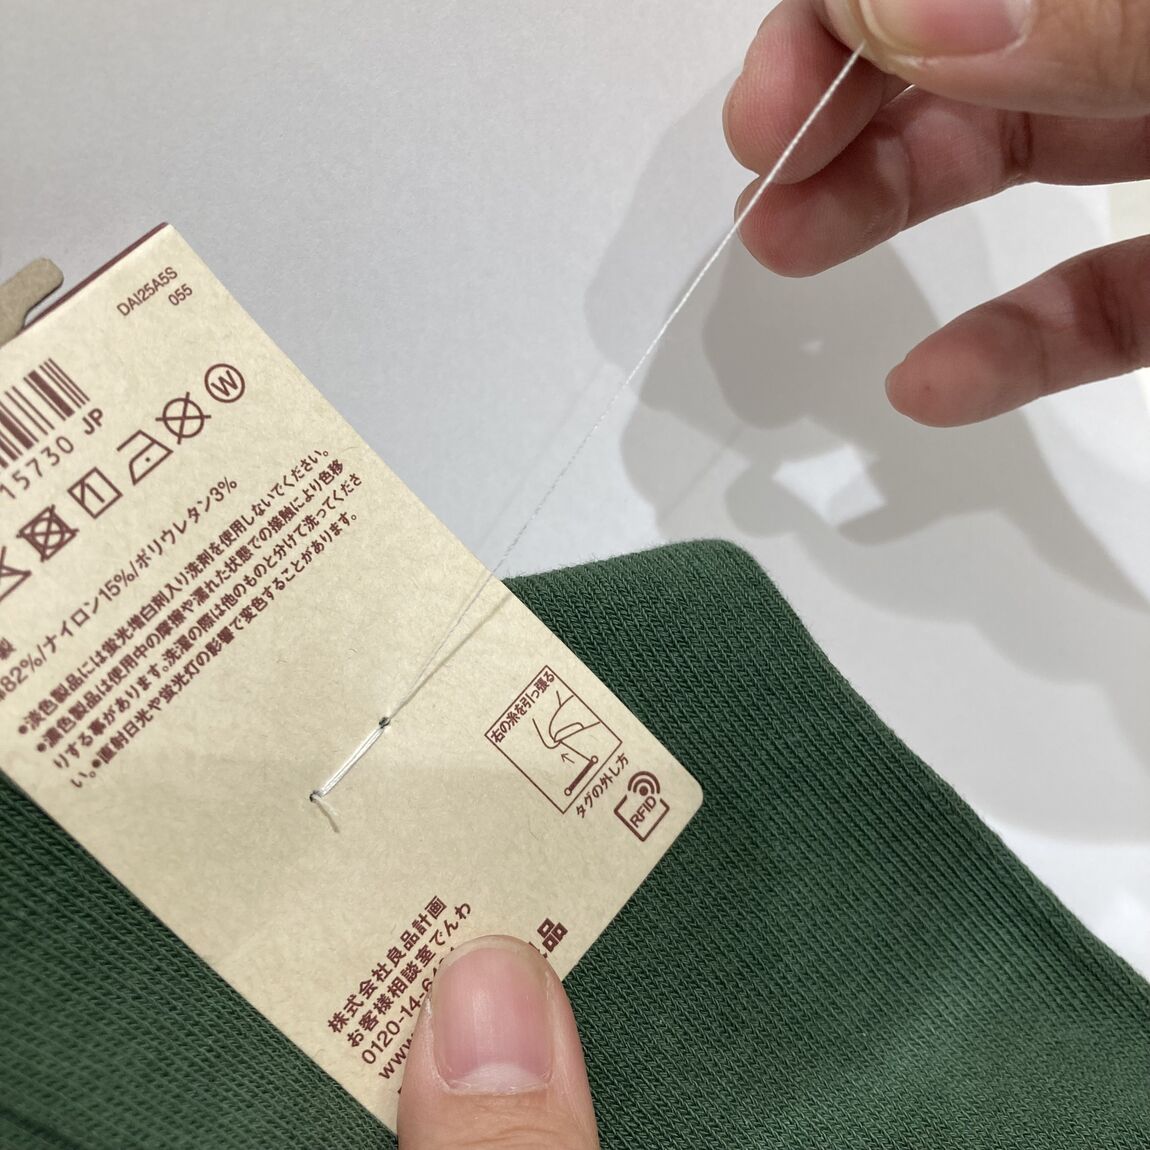 DAI25A5S
055
15730 JP
W
製
82%/ナイロン15%/ポリウレタン3%
●淡色製品には蛍光増白剤入り洗剤を使用しないでください。
●濃色製品は使用中の摩擦や濡れた状態での接触により色移
りする事があります。洗濯の際は他のものと分けて洗ってくださ
い。●直射日光や蛍光灯の影響で変色することがあります。
右の糸を引っ張る
タグの外し方
RFID
株式会社良品計画
お客様相談室でんわ
0120-14-6
www
品